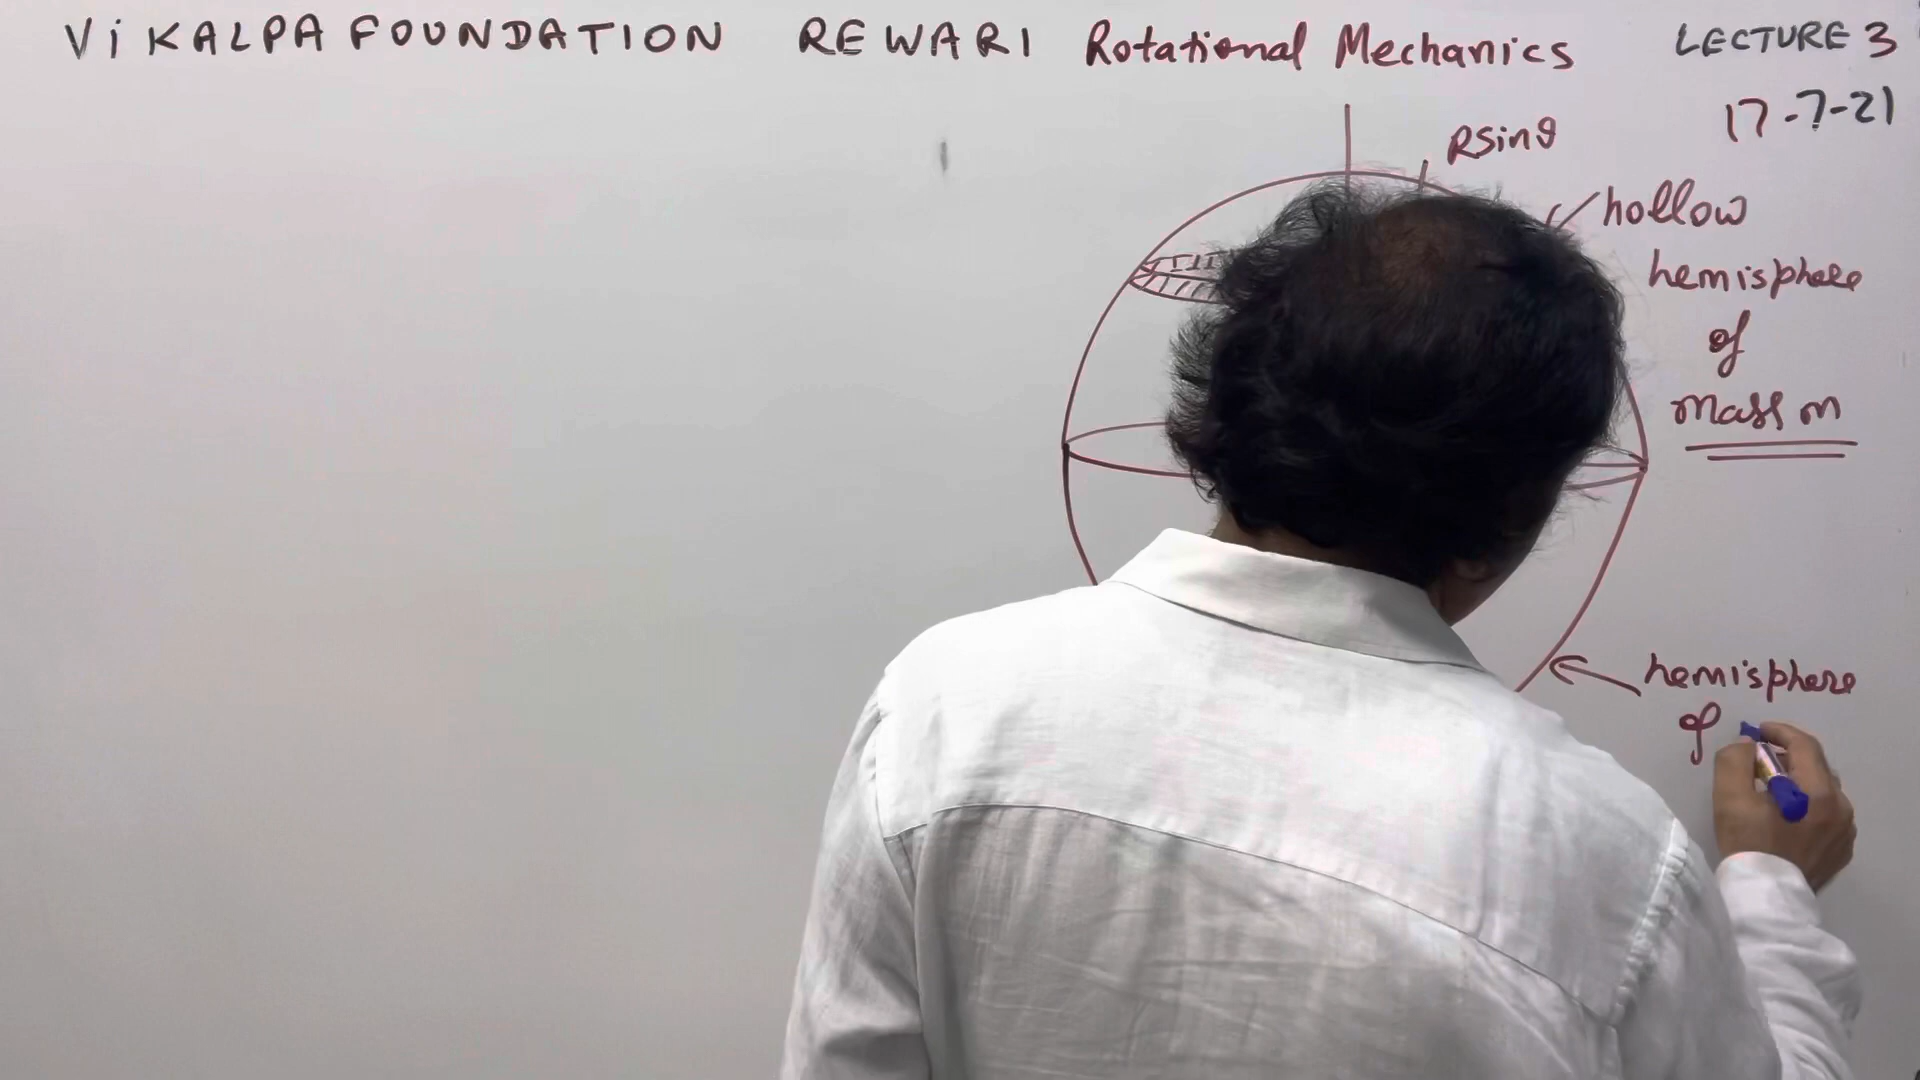 ViKALPA FOUNDATION REWARI Rotational Mechanics LECTURE 3
17-7-21
Rsinθ
hollow
hemisphere
of
mass m
hemisphere
of